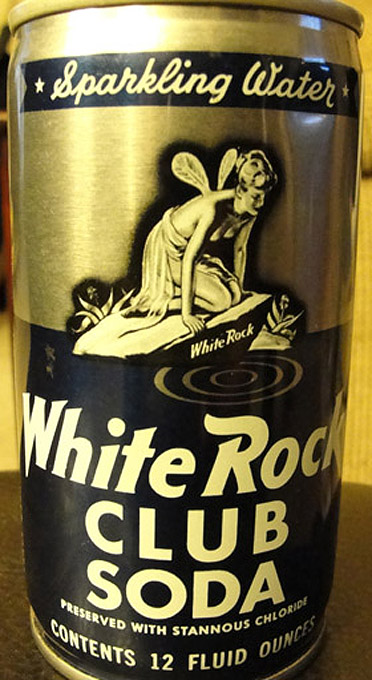 Sparkling Water
White Rock
White Rock
CLUB
SODA
PRESERVED WITH STANNOUS CHLORIDE
CONTENTS 12 FLUID OUNCES